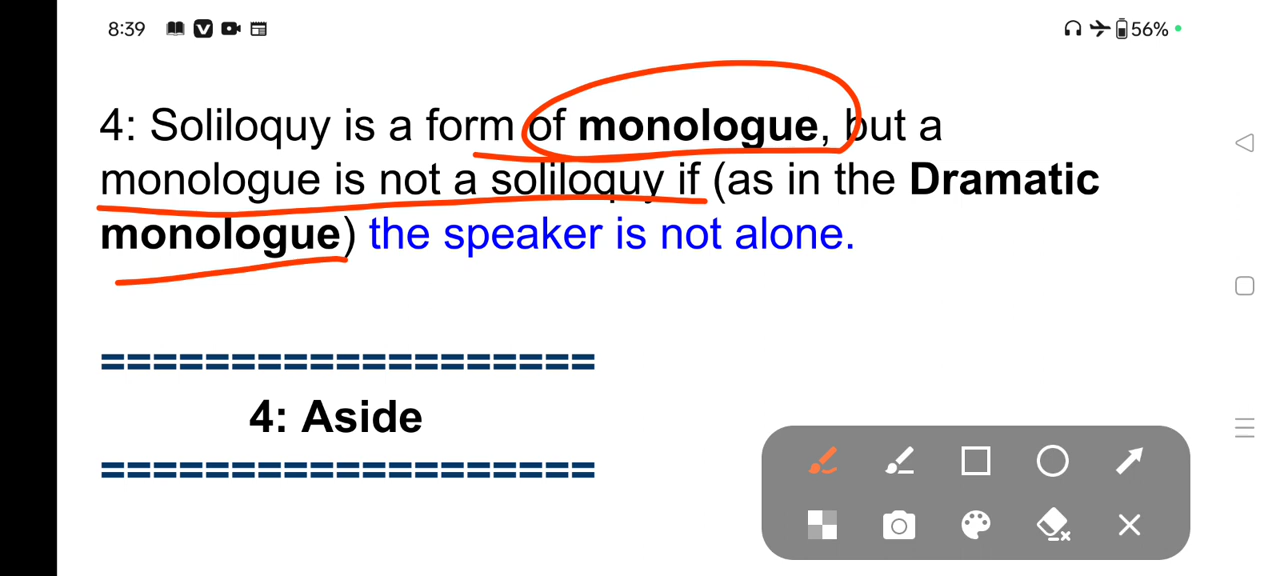 8:39 56%
4: Soliloquy is a form of monologue, but a
monologue is not a soliloquy if (as in the Dramatic
monologue) the speaker is not alone.
===================
4: Aside
===================